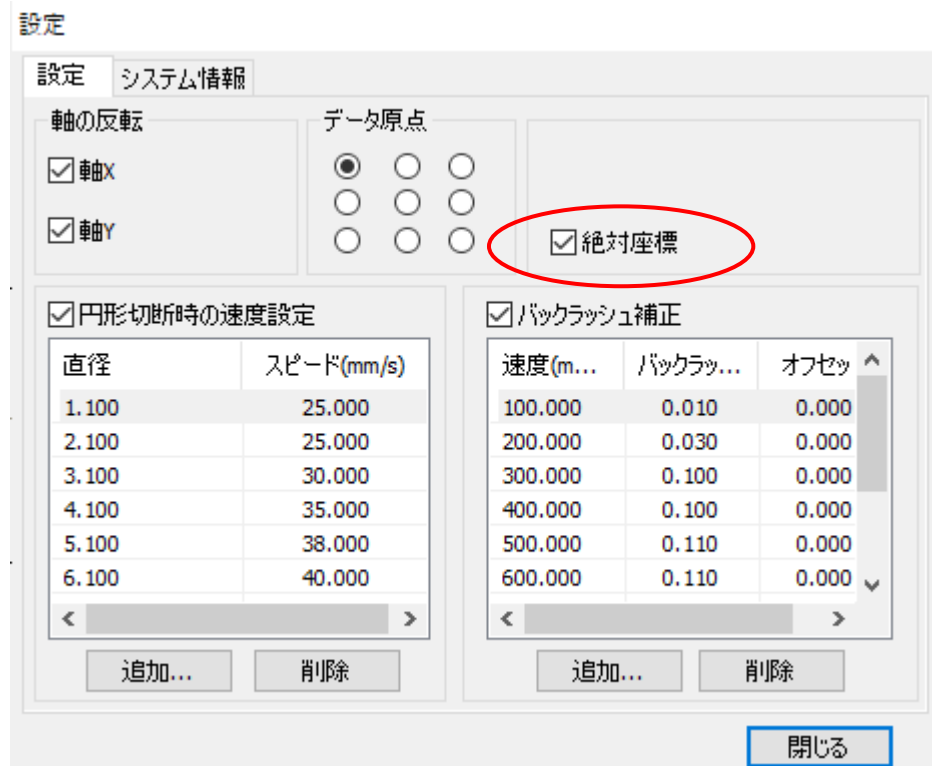 設定
設定 システム情報
軸の反転
軸X
軸Y
データ原点
絶対座標
円形切断時の速度設定
直径 スピード(mm/s)
1.100 25.000
2.100 25.000
3.100 30.000
4.100 35.000
5.100 38.000
6.100 40.000
追加... 削除
バックラッシュ補正
速度(m... バックラッ... オフセッ
100.000 0.010 0.000
200.000 0.030 0.000
300.000 0.100 0.000
400.000 0.100 0.000
500.000 0.110 0.000
600.000 0.110 0.000
追加... 削除
閉じる